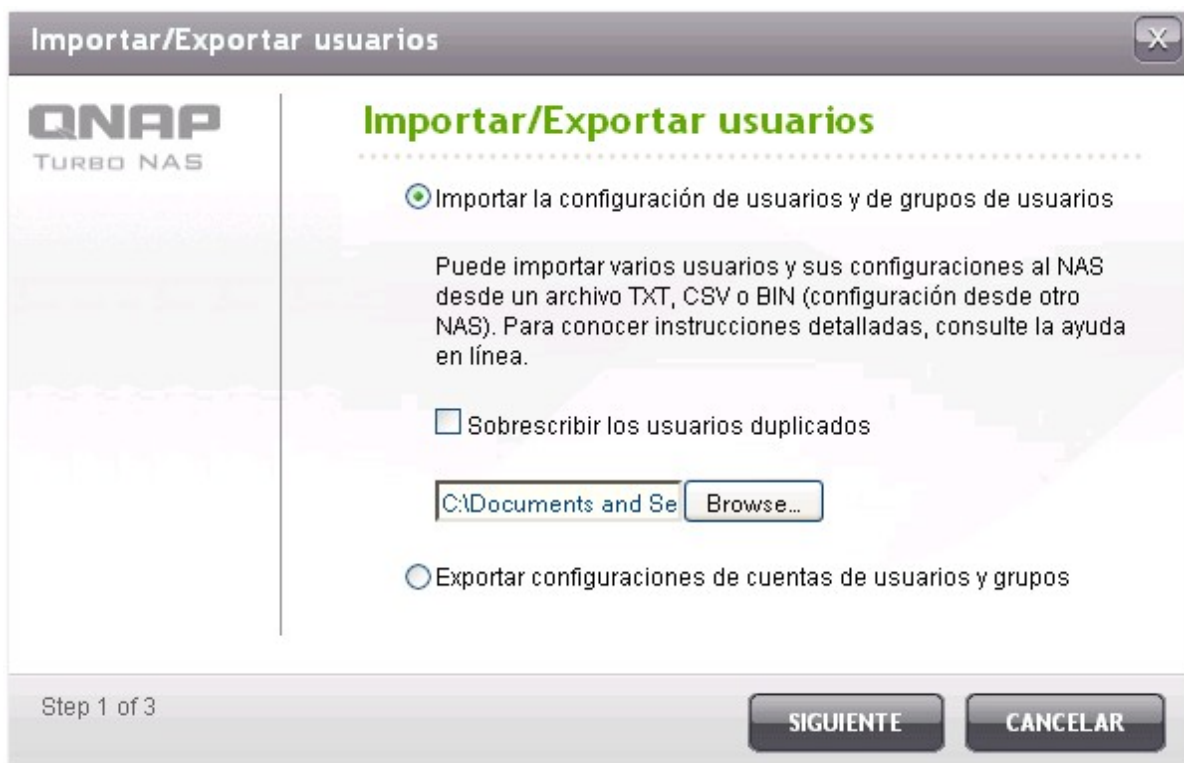 Importar/Exportar usuarios
X
QNAP
TURBO NAS
Importar/Exportar usuarios
Importar la configuración de usuarios y de grupos de usuarios
Puede importar varios usuarios y sus configuraciones al NAS
desde un archivo TXT, CSV o BIN (configuración desde otro
NAS). Para conocer instrucciones detalladas, consulte la ayuda
en línea.
Sobrescribir los usuarios duplicados
C:\Documents and Se Browse...
Exportar configuraciones de cuentas de usuarios y grupos
Step 1 of 3
SIGUIENTE CANCELAR